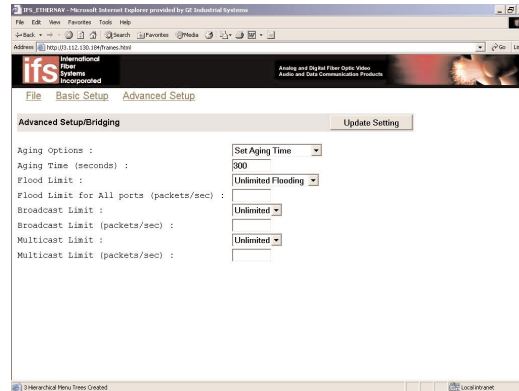 IFS_ETHERNAV - Microsoft Internet Explorer provided by GE Industrial Systems
File Edit View Favorites Tools Help
Back Search Favorites Media
Address http://3.112.130.184/frames.html Go
ifs International Fiber Systems Incorporated
Analog and Digital Fiber Optic Video
Audio and Data Communication Products
File Basic Setup Advanced Setup
Advanced Setup/Bridging Update Setting
Aging Options : Set Aging Time
Aging Time (seconds) : 300
Flood Limit : Unlimited Flooding
Flood Limit for All ports (packets/sec) :
Broadcast Limit : Unlimited
Broadcast Limit (packets/sec) :
Multicast Limit : Unlimited
Multicast Limit (packets/sec) :
3 Hierarchical Menu Trees Created Local intranet